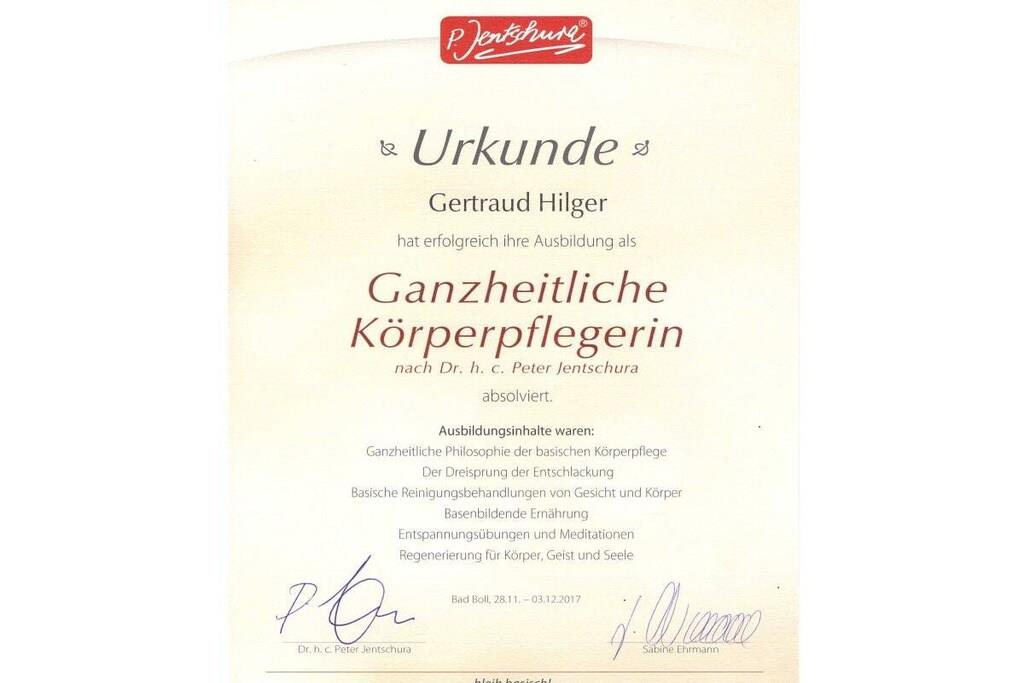 P. Jentschura®
Urkunde
Gertraud Hilger
hat erfolgreich ihre Ausbildung als
Ganzheitliche
Körperpflegerin
nach Dr. h. c. Peter Jentschura
absolviert.
Ausbildungsinhalte waren:
Ganzheitliche Philosophie der basischen Körperpflege
Der Dreisprung der Entschlackung
Basische Reinigungsbehandlungen von Gesicht und Körper
Basenbildende Ernährung
Entspannungsübungen und Meditationen
Regenerierung für Körper, Geist und Seele
Bad Boll, 28.11. – 03.12.2017
Dr. h. c. Peter Jentschura
Sabine Ehrmann
bleib basisch!